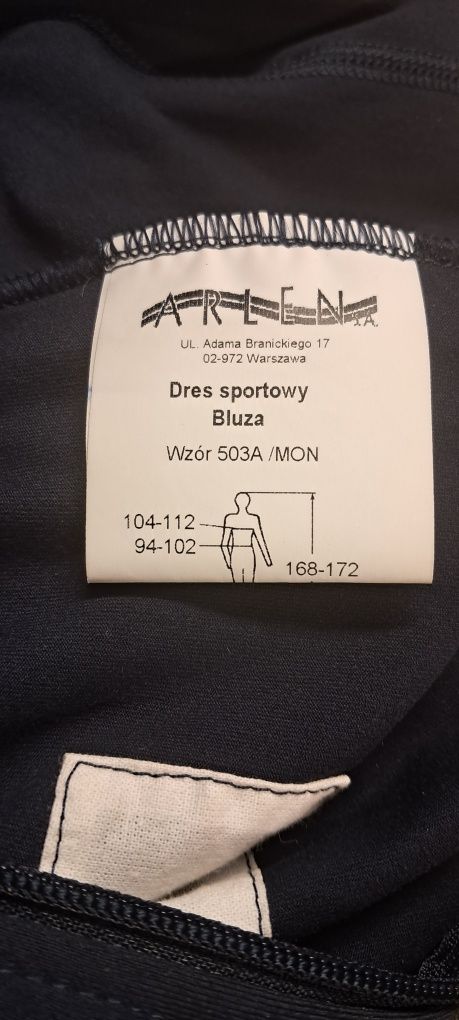 ARLEN S.A.
UL. Adama Branickiego 17
02-972 Warszawa
Dres sportowy
Bluza
Wzór 503A /MON
104-112
94-102
168-172